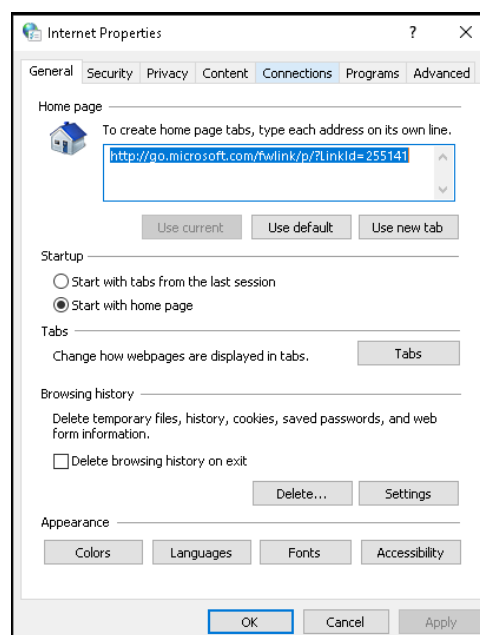 Internet Properties
?
General Security Privacy Content Connections Programs Advanced
Home page
To create home page tabs, type each address on its own line.
http://go.microsoft.com/fwlink/p/?LinkId=255141
Use current Use default Use new tab
Startup
Start with tabs from the last session
Start with home page
Tabs
Change how webpages are displayed in tabs. Tabs
Browsing history
Delete temporary files, history, cookies, saved passwords, and web
form information.
Delete browsing history on exit
Delete... Settings
Appearance
Colors Languages Fonts Accessibility
OK Cancel Apply